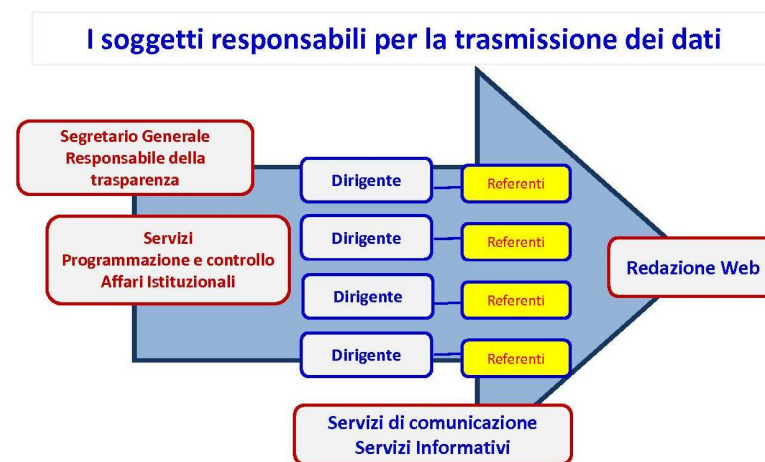 I soggetti responsabili per la trasmissione dei dati
Segretario Generale
Responsabile della
trasparenza
Servizi
Programmazione e controllo
Affari Istituzionali
Dirigente
Referenti
Dirigente
Referenti
Dirigente
Referenti
Dirigente
Referenti
Redazione Web
Servizi di comunicazione
Servizi Informativi